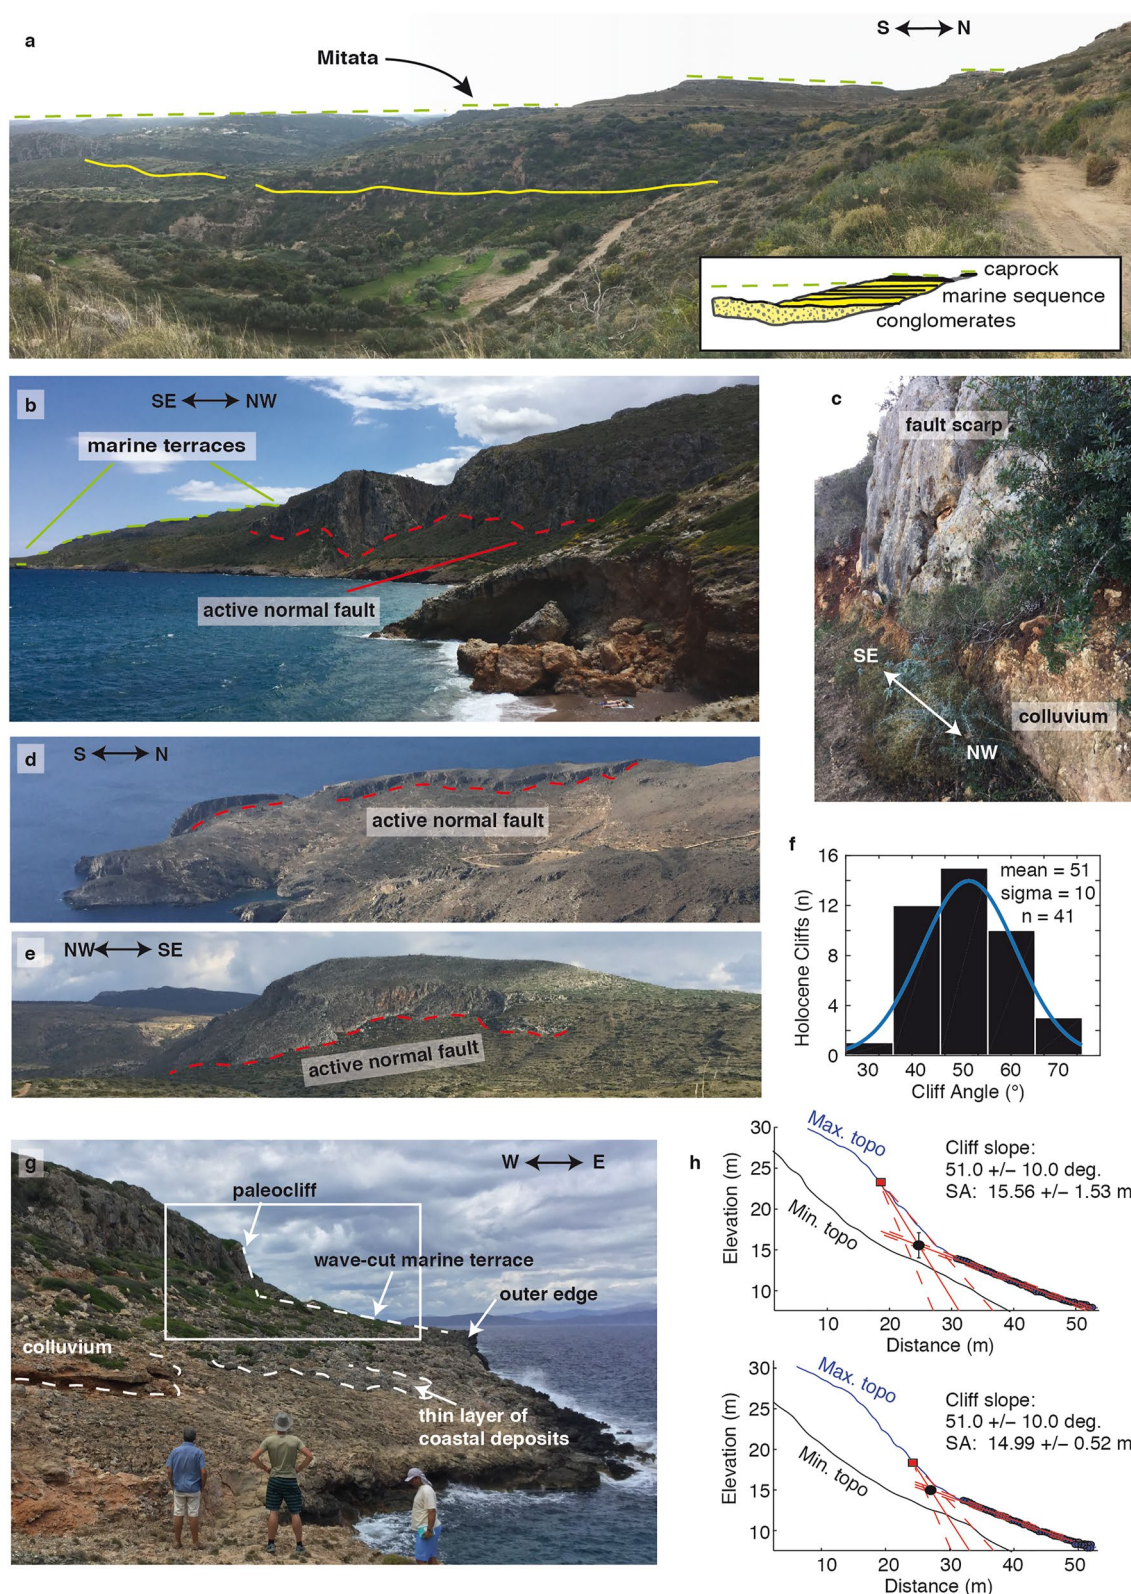 a
Mitata
S N
caprock
marine sequence
conglomerates
b
SE NW
marine terraces
active normal fault
c
fault scarp
SE
NW
colluvium
d
S N
active normal fault
e
NW SE
active normal fault
f
16
12
8
4
0
Holocene Cliffs (n)
mean = 51
sigma = 10
n = 41
30 40 50 60 70
Cliff Angle (°)
g
W E
paleocliff
wave-cut marine terrace
outer edge
colluvium
thin layer of
coastal deposits
h
30
25
20
15
10
Elevation (m)
Max. topo
Min. topo
Cliff slope:
51.0 +/– 10.0 deg.
SA: 15.56 +/– 1.53 m
10 20 30 40 50
Distance (m)
30
25
20
15
10
Elevation (m)
Max. topo
Min. topo
Cliff slope:
51.0 +/– 10.0 deg.
SA: 14.99 +/– 0.52 m
10 20 30 40 50
Distance (m)